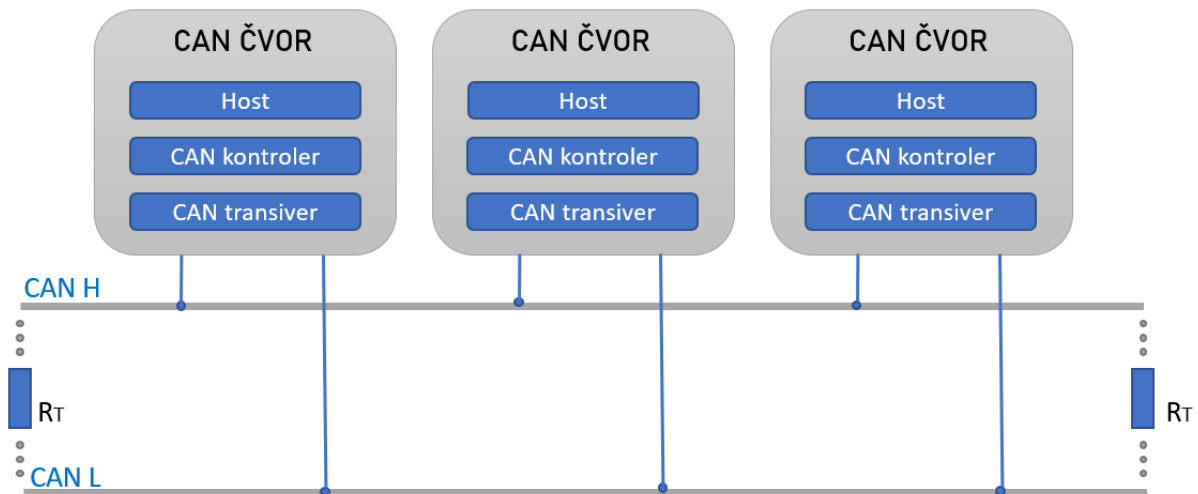 CAN ČVOR
Host
CAN kontroler
CAN transiver
CAN ČVOR
Host
CAN kontroler
CAN transiver
CAN ČVOR
Host
CAN kontroler
CAN transiver
CAN H
RT
RT
CAN L